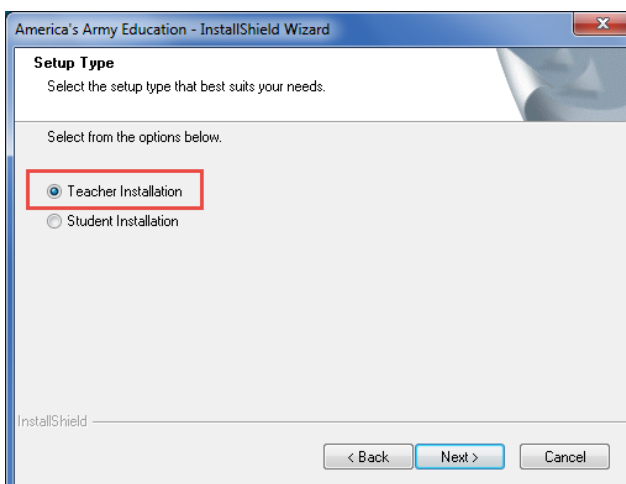 America's Army Education - InstallShield Wizard
Setup Type
Select the setup type that best suits your needs.
Select from the options below.
Teacher Installation
Student Installation
InstallShield
< Back Next > Cancel